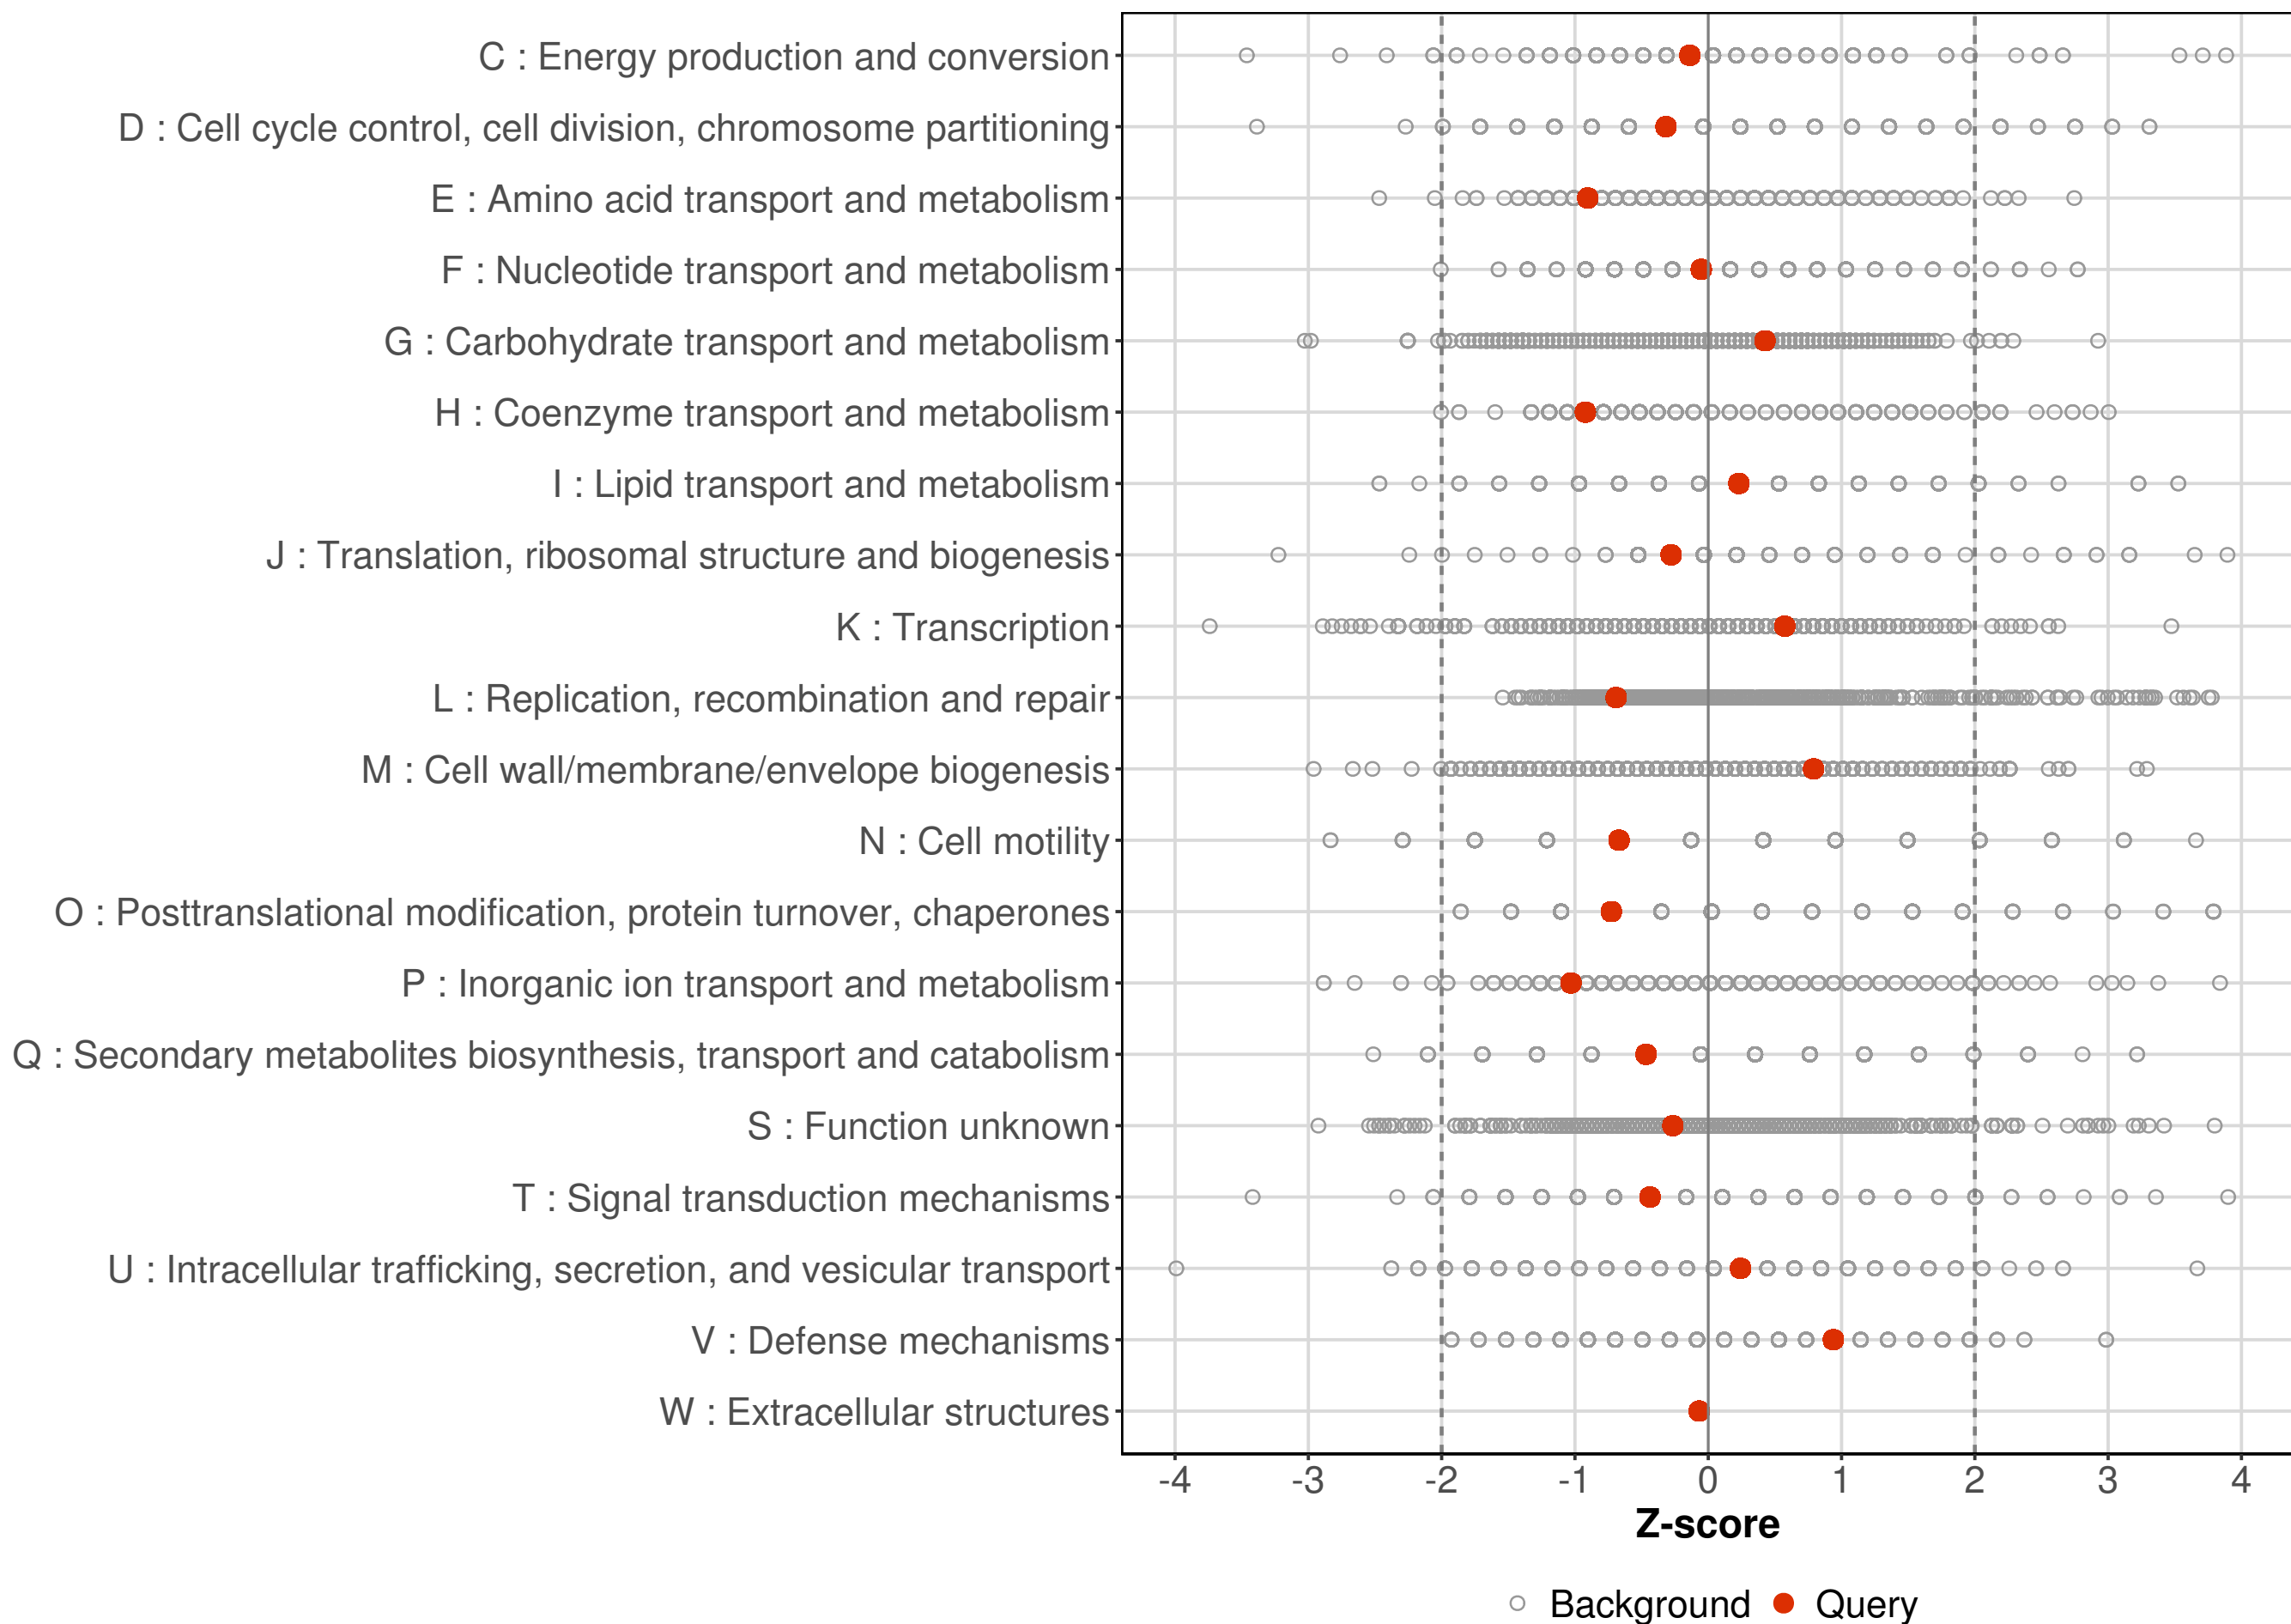 C : Energy production and conversion
D : Cell cycle control, cell division, chromosome partitioning
E : Amino acid transport and metabolism
F : Nucleotide transport and metabolism
G : Carbohydrate transport and metabolism
H : Coenzyme transport and metabolism
I : Lipid transport and metabolism
J : Translation, ribosomal structure and biogenesis
K : Transcription
L : Replication, recombination and repair
M : Cell wall/membrane/envelope biogenesis
N : Cell motility
O : Posttranslational modification, protein turnover, chaperones
P : Inorganic ion transport and metabolism
Q : Secondary metabolites biosynthesis, transport and catabolism
S : Function unknown
T : Signal transduction mechanisms
U : Intracellular trafficking, secretion, and vesicular transport
V : Defense mechanisms
W : Extracellular structures
-4 -3 -2 -1 0 1 2 3 4
Z-score
Background Query